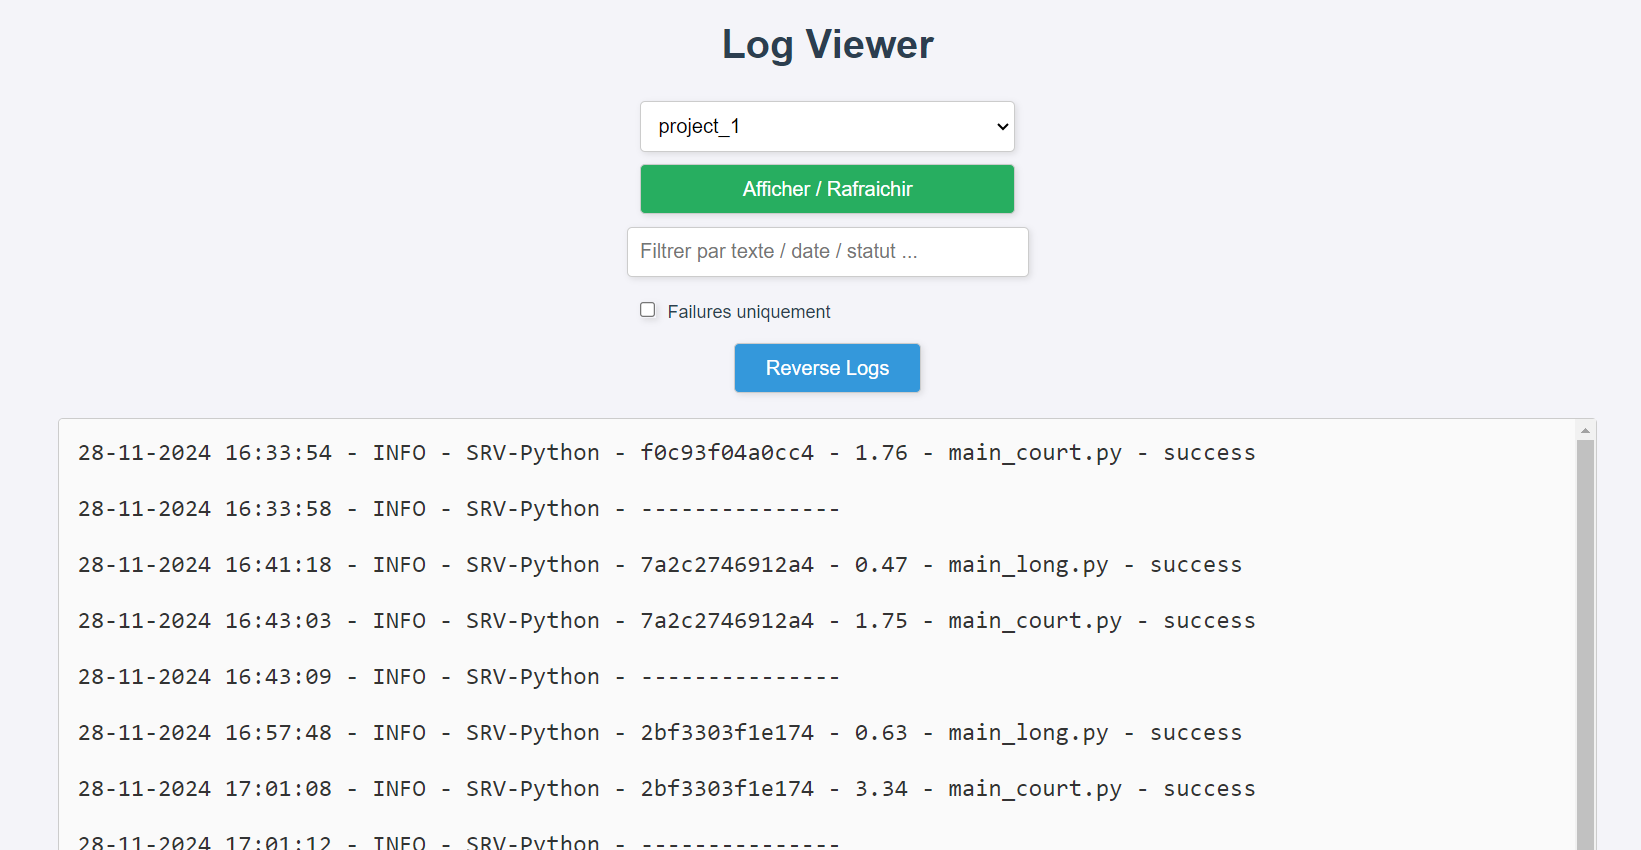 Log Viewer
project_1
Afficher / Rafraichir
Filtrer par texte / date / statut ...
Failures uniquement
Reverse Logs
28-11-2024 16:33:54 - INFO - SRV-Python - f0c93f04a0cc4 - 1.76 - main_court.py - success
28-11-2024 16:33:58 - INFO - SRV-Python - ---------------
28-11-2024 16:41:18 - INFO - SRV-Python - 7a2c2746912a4 - 0.47 - main_long.py - success
28-11-2024 16:43:03 - INFO - SRV-Python - 7a2c2746912a4 - 1.75 - main_court.py - success
28-11-2024 16:43:09 - INFO - SRV-Python - ---------------
28-11-2024 16:57:48 - INFO - SRV-Python - 2bf3303f1e174 - 0.63 - main_long.py - success
28-11-2024 17:01:08 - INFO - SRV-Python - 2bf3303f1e174 - 3.34 - main_court.py - success
28-11-2024 17:01:12 - INFO - SRV-Python - ---------------